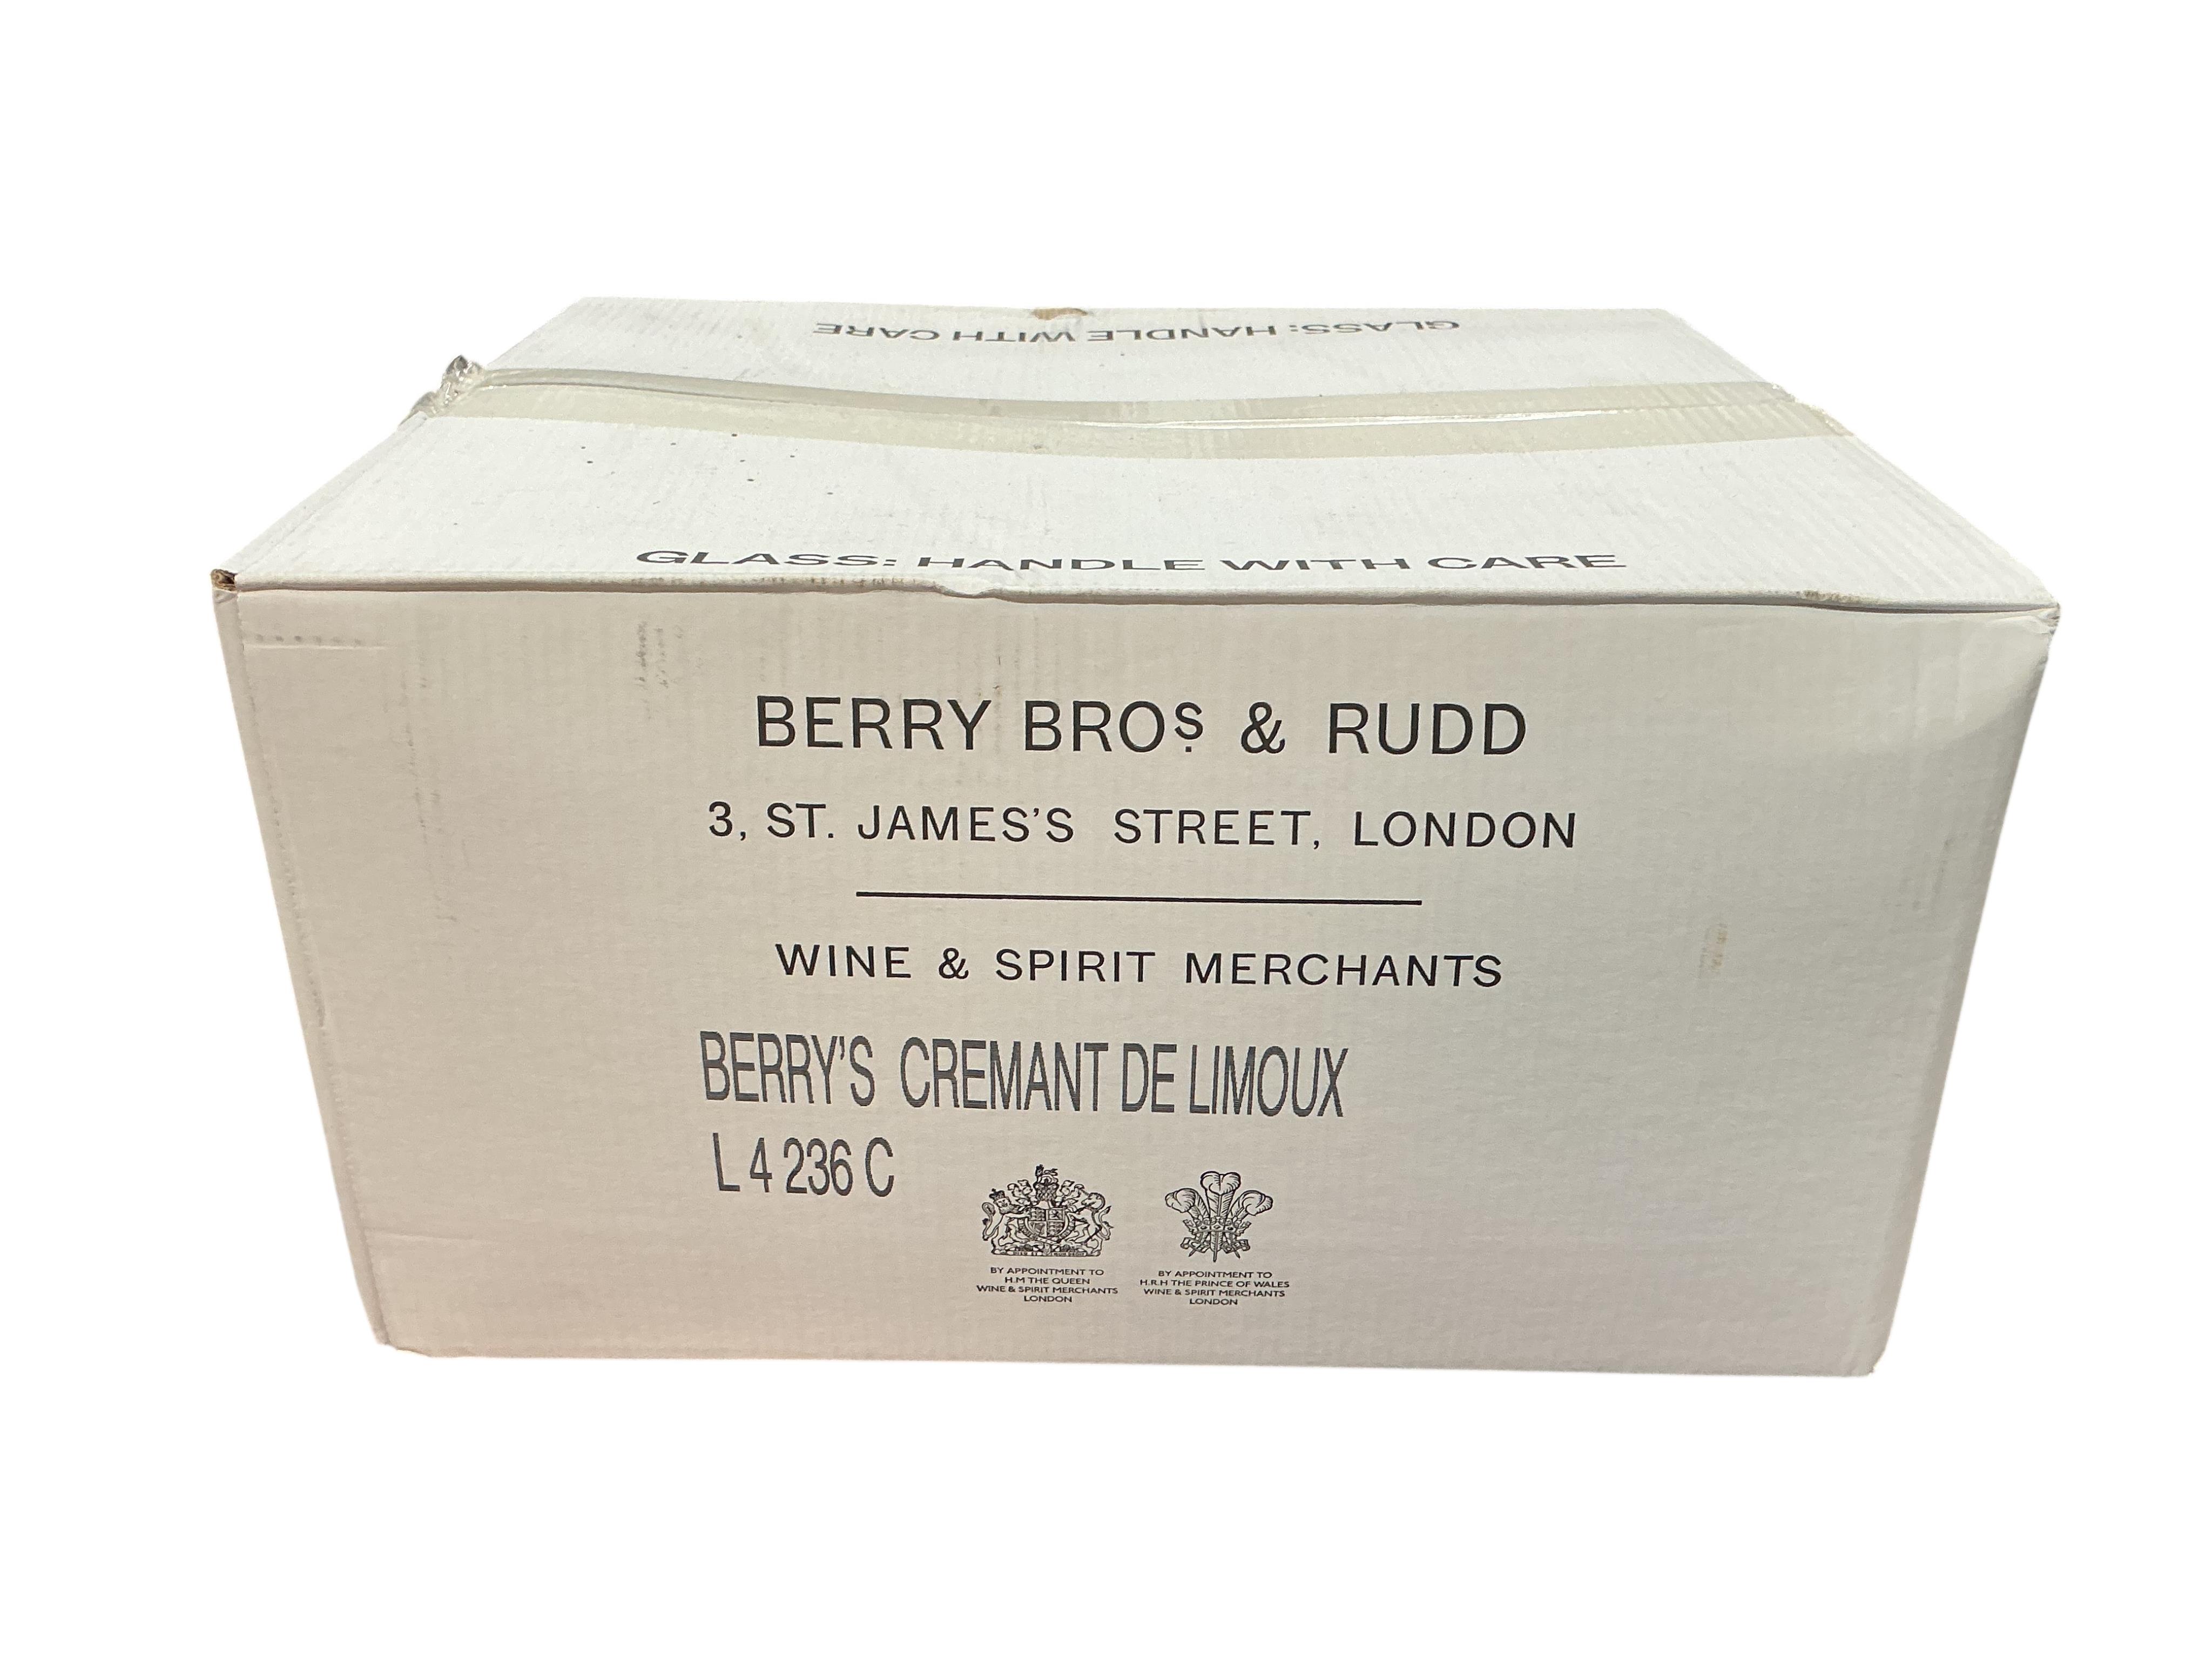 GLASS: HANDLE WITH CARE
GLASS: HANDLE WITH CARE
BERRY BROS & RUDD
3, ST. JAMES'S STREET, LONDON
WINE & SPIRIT MERCHANTS
BERRY'S CREMANT DE LIMOUX
L 4 236 C
BY APPOINTMENT TO
H.M THE QUEEN
WINE & SPIRIT MERCHANTS
LONDON
BY APPOINTMENT TO
H.R.H THE PRINCE OF WALES
WINE & SPIRIT MERCHANTS
LONDON